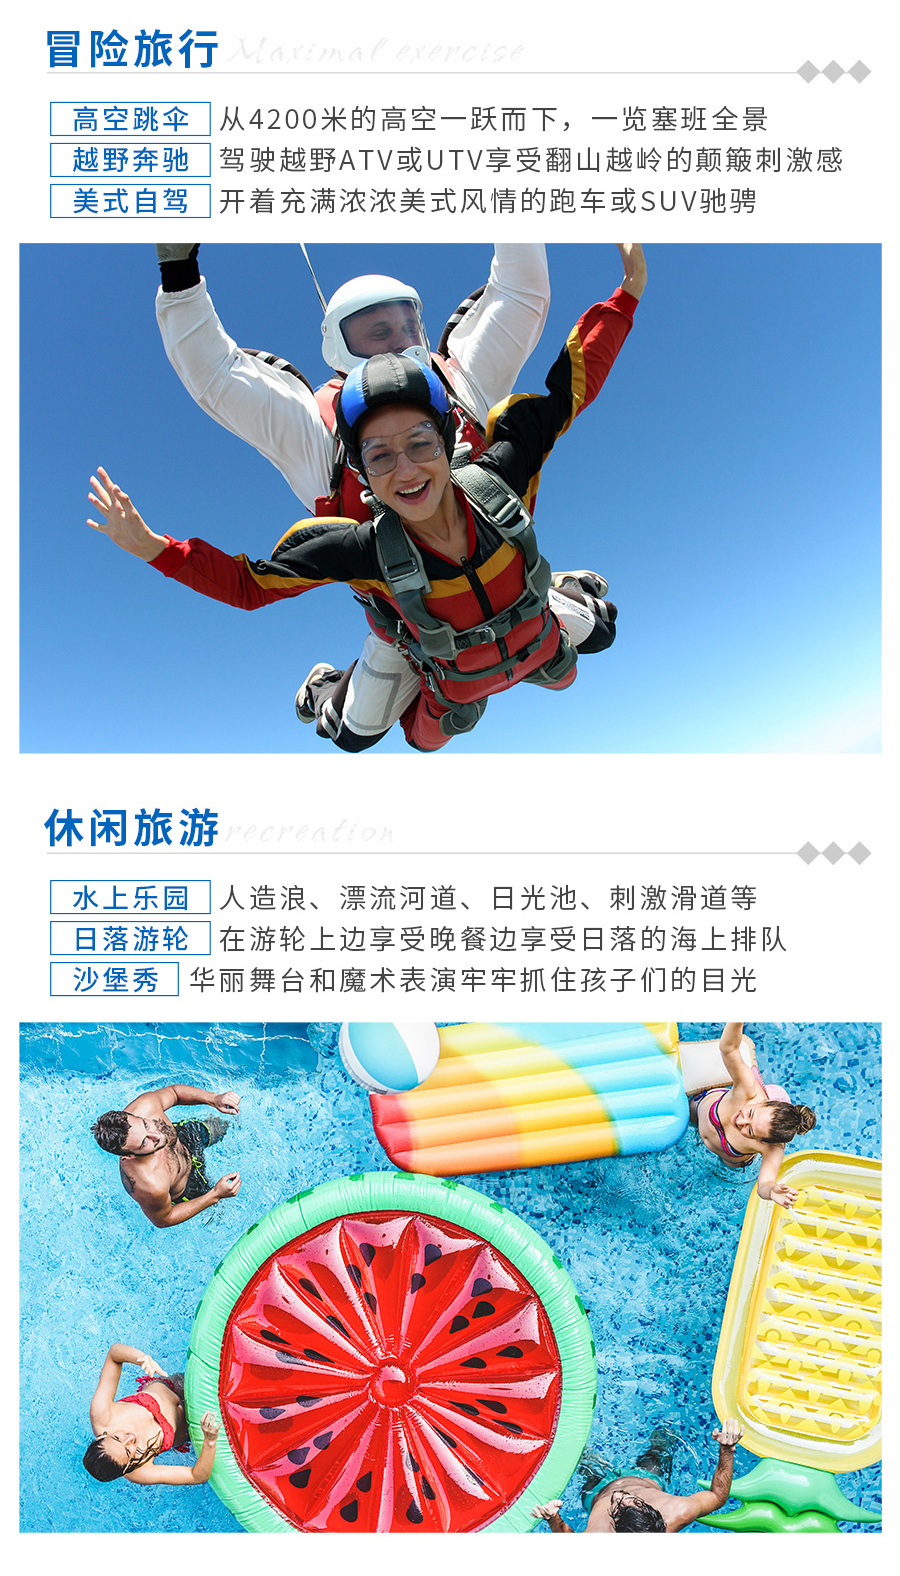 冒险旅行 Maximal exercise
高空跳伞 从4200米的高空一跃而下，一览塞班全景
越野奔驰 驾驶越野ATV或UTV享受翻山越岭的颠簸刺激感
美式自驾 开着充满浓浓美式风情的跑车或SUV驰骋
休闲旅游 recreation
水上乐园 人造浪、漂流河道、日光池、刺激滑道等
日落游轮 在游轮上边享受晚餐边享受日落的海上排队
沙堡秀 华丽舞台和魔术表演牢牢抓住孩子们的目光